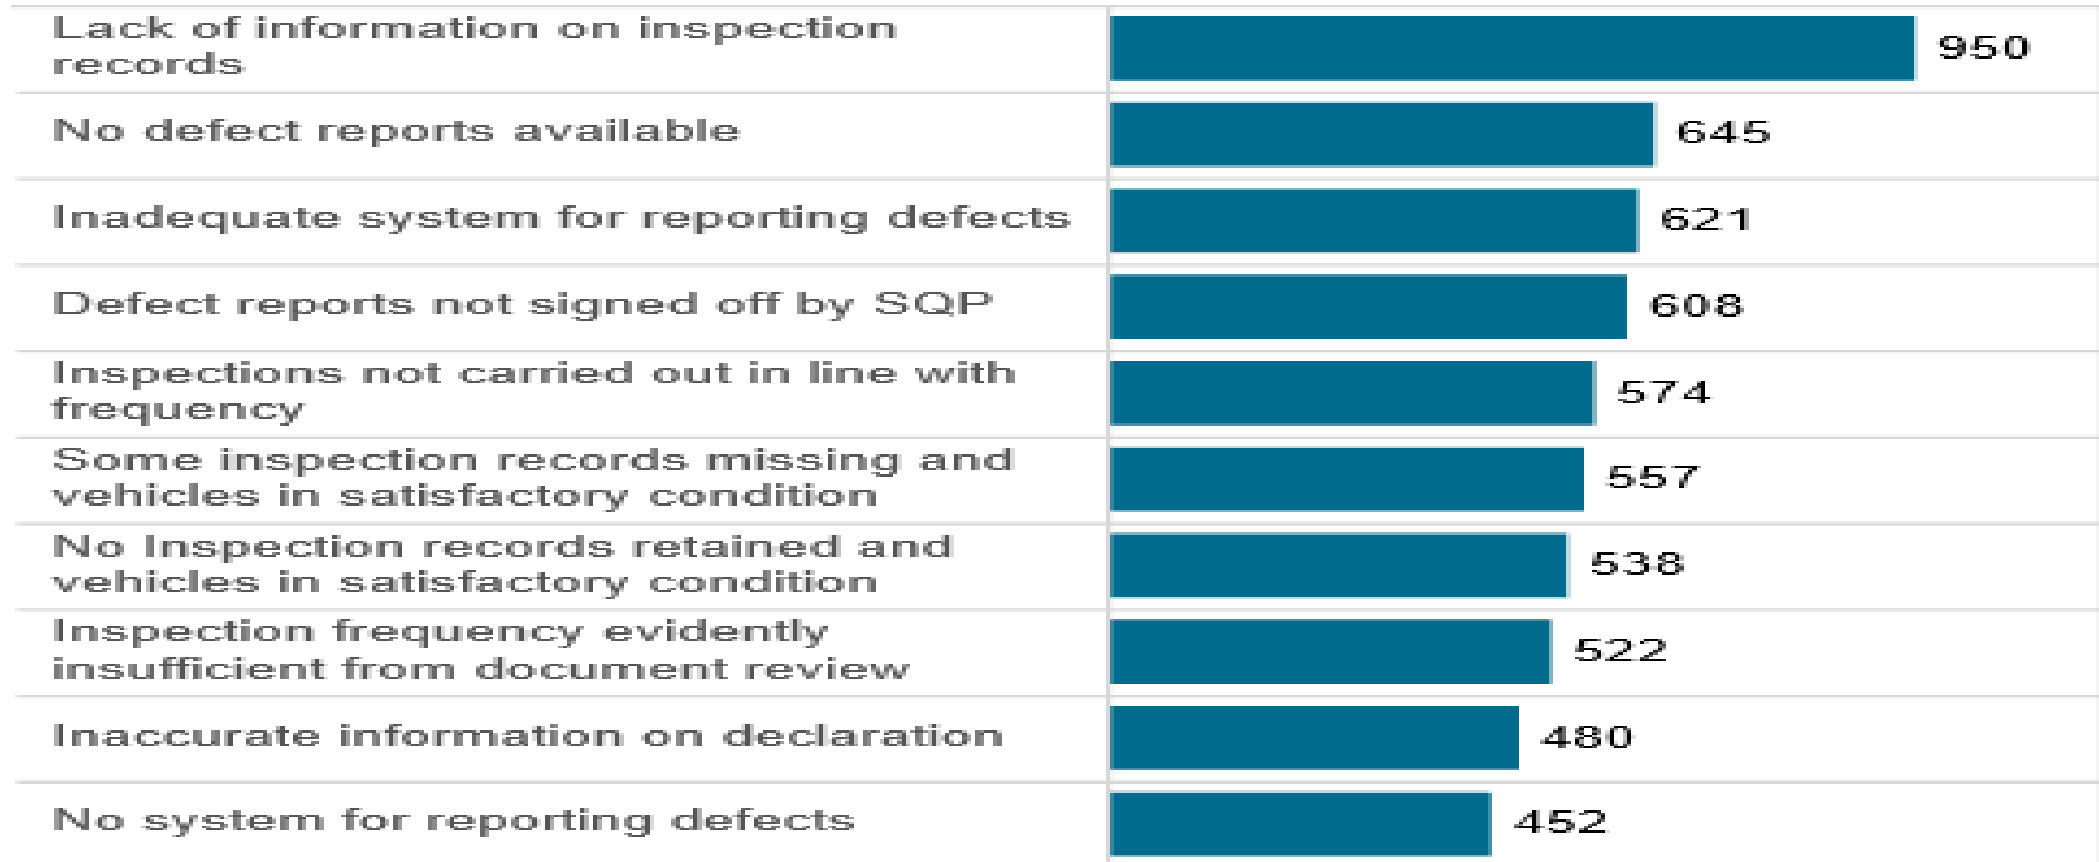 Lack of information on inspection
records
950
No defect reports available
645
Inadequate system for reporting defects
621
Defect reports not signed off by SQP
608
Inspections not carried out in line with
frequency
574
Some inspection records missing and
vehicles in satisfactory condition
557
No Inspection records retained and
vehicles in satisfactory condition
538
Inspection frequency evidently
insufficient from document review
522
Inaccurate information on declaration
480
No system for reporting defects
452